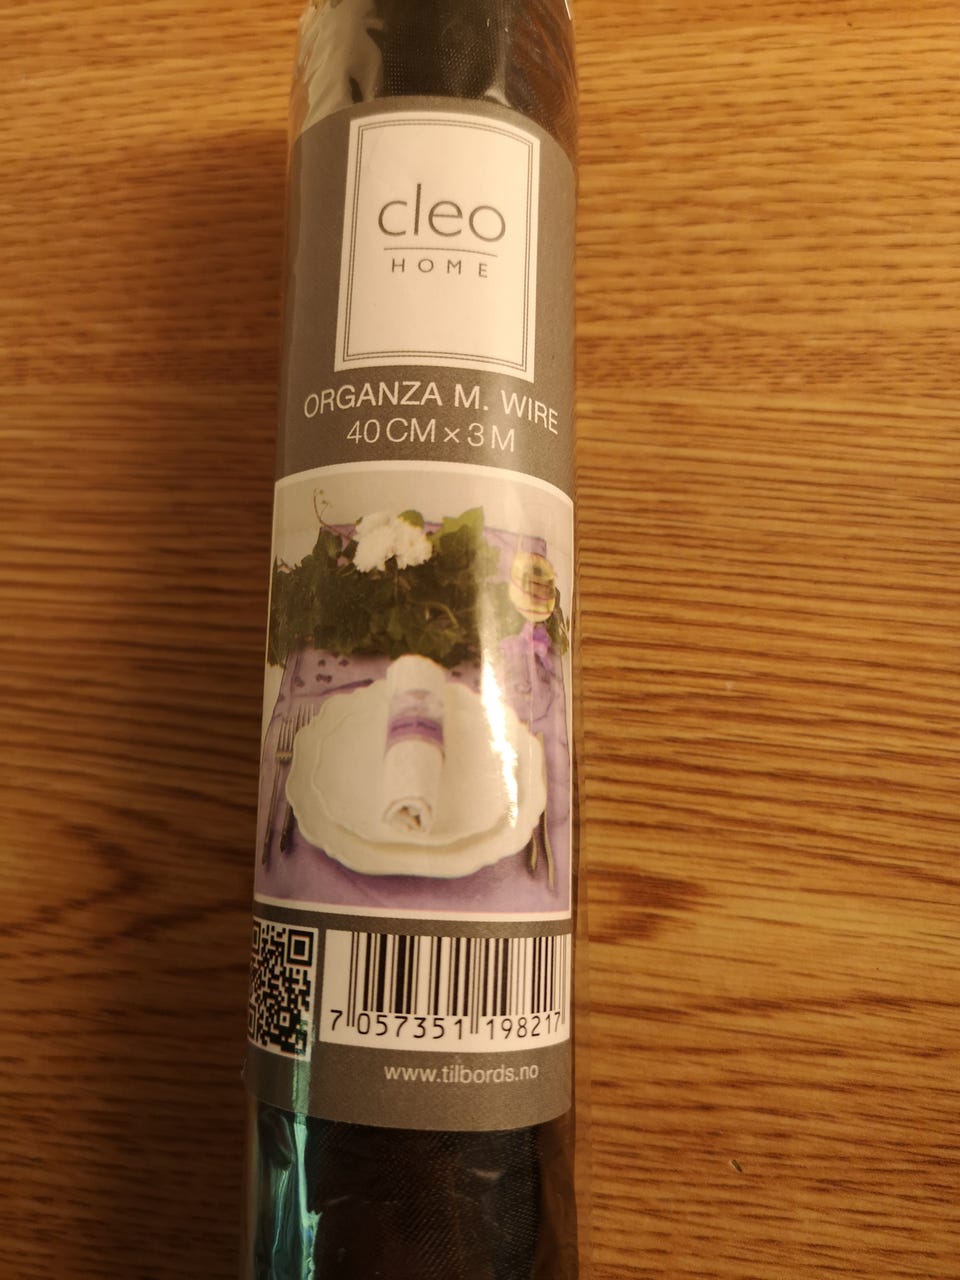 cleo
HOME
ORGANZA M. WIRE
40 CM × 3 M
7 057351 198217
www.tilbords.no